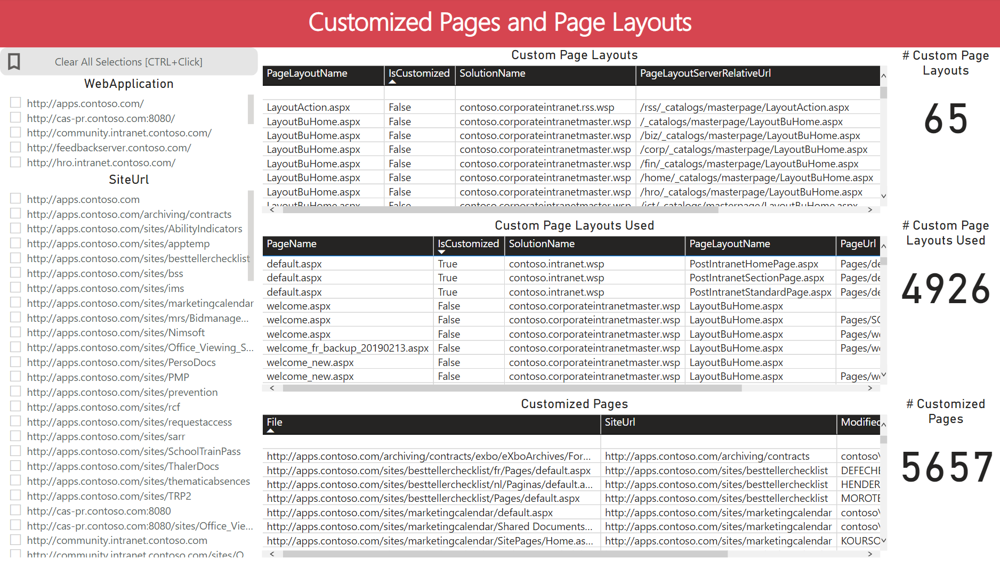 Customized Pages and Page Layouts
Clear All Selections [CTRL+Click]
WebApplication
http://apps.contoso.com/
http://cas-pr.contoso.com:8080/
http://community.intranet.contoso.com/
http://feedbackserver.contoso.com/
http://hro.intranet.contoso.com/
SiteUrl
http://apps.contoso.com
http://apps.contoso.com/archiving/contracts
http://apps.contoso.com/sites/AbilityIndicators
http://apps.contoso.com/sites/apptemp
http://apps.contoso.com/sites/besttellerchecklist
http://apps.contoso.com/sites/bss
http://apps.contoso.com/sites/ims
http://apps.contoso.com/sites/marketingcalendar
http://apps.contoso.com/sites/mrs/Bidmanage...
http://apps.contoso.com/sites/Nimsoft
http://apps.contoso.com/sites/Office_Viewing_S...
http://apps.contoso.com/sites/PersoDocs
http://apps.contoso.com/sites/PMP
http://apps.contoso.com/sites/prevention
http://apps.contoso.com/sites/rcf
http://apps.contoso.com/sites/requestaccess
http://apps.contoso.com/sites/sarr
http://apps.contoso.com/sites/SchoolTrainPass
http://apps.contoso.com/sites/ThalerDocs
http://apps.contoso.com/sites/thematicabsences
http://apps.contoso.com/sites/TRP2
http://cas-pr.contoso.com:8080
http://cas-pr.contoso.com:8080/sites/Office_Vie...
http://community.intranet.contoso.com
http://community.intranet.contoso.com/sites/O
Custom Page Layouts
PageLayoutName IsCustomized SolutionName PageLayoutServerRelativeUrl
LayoutAction.aspx False contoso.corporateintranet.rss.wsp /rss/_catalogs/masterpage/LayoutAction.aspx
LayoutBuHome.aspx False contoso.corporateintranetmaster.wsp /_catalogs/masterpage/LayoutBuHome.aspx
LayoutBuHome.aspx False contoso.corporateintranetmaster.wsp /biz/_catalogs/masterpage/LayoutBuHome.aspx
LayoutBuHome.aspx False contoso.corporateintranetmaster.wsp /corp/_catalogs/masterpage/LayoutBuHome.aspx
LayoutBuHome.aspx False contoso.corporateintranetmaster.wsp /fin/_catalogs/masterpage/LayoutBuHome.aspx
LayoutBuHome.aspx False contoso.corporateintranetmaster.wsp /home/_catalogs/masterpage/LayoutBuHome.aspx
LayoutBuHome.aspx False contoso.corporateintranetmaster.wsp /hro/_catalogs/masterpage/LayoutBuHome.aspx
LayoutBuHome.aspx False contoso.corporateintranetmaster.wsp /ict/_catalogs/masterpage/LayoutBuHome.aspx
Custom Page Layouts Used
PageName IsCustomized SolutionName PageLayoutName PageUrl
default.aspx True contoso.intranet.wsp PostIntranetHomePage.aspx Pages/de
default.aspx True contoso.intranet.wsp PostIntranetSectionPage.aspx Pages/de
default.aspx True contoso.intranet.wsp PostIntranetStandardPage.aspx Pages/de
welcome.aspx False contoso.corporateintranetmaster.wsp LayoutBuHome.aspx
welcome.aspx False contoso.corporateintranetmaster.wsp LayoutBuHome.aspx Pages/SC
welcome.aspx False contoso.corporateintranetmaster.wsp LayoutBuHome.aspx Pages/we
welcome_fr_backup_20190213.aspx False contoso.corporateintranetmaster.wsp LayoutBuHome.aspx Pages/we
welcome_new.aspx False contoso.corporateintranetmaster.wsp LayoutBuHome.aspx
welcome_new.aspx False contoso.corporateintranetmaster.wsp LayoutBuHome.aspx Pages/we
Customized Pages
File SiteUrl Modified
http://apps.contoso.com/archiving/contracts/exbo/eXboArchives/For... http://apps.contoso.com/archiving/contracts contoso\
http://apps.contoso.com/sites/besttellerchecklist/fr/Pages/default.aspx http://apps.contoso.com/sites/besttellerchecklist DEFECHE
http://apps.contoso.com/sites/besttellerchecklist/nl/Paginas/default.a... http://apps.contoso.com/sites/besttellerchecklist HENDER
http://apps.contoso.com/sites/besttellerchecklist/Pages/default.aspx http://apps.contoso.com/sites/besttellerchecklist MOROTE
http://apps.contoso.com/sites/marketingcalendar/default.aspx http://apps.contoso.com/sites/marketingcalendar contoso\
http://apps.contoso.com/sites/marketingcalendar/Shared Documents... http://apps.contoso.com/sites/marketingcalendar contoso\
http://apps.contoso.com/sites/marketingcalendar/SitePages/Home.as... http://apps.contoso.com/sites/marketingcalendar KOURSO
# Custom Page
Layouts
65
# Custom Page
Layouts Used
4926
# Customized
Pages
5657